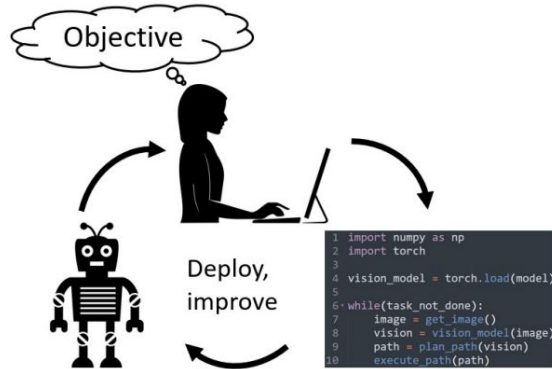 Objective
Deploy,
improve
1 import numpy as np
2 import torch
3
4 vision_model = torch.load(model)
5
6 while(task_not_done):
7     image = get_image()
8     vision = vision_model(image)
9     path = plan_path(vision)
10     execute_path(path)